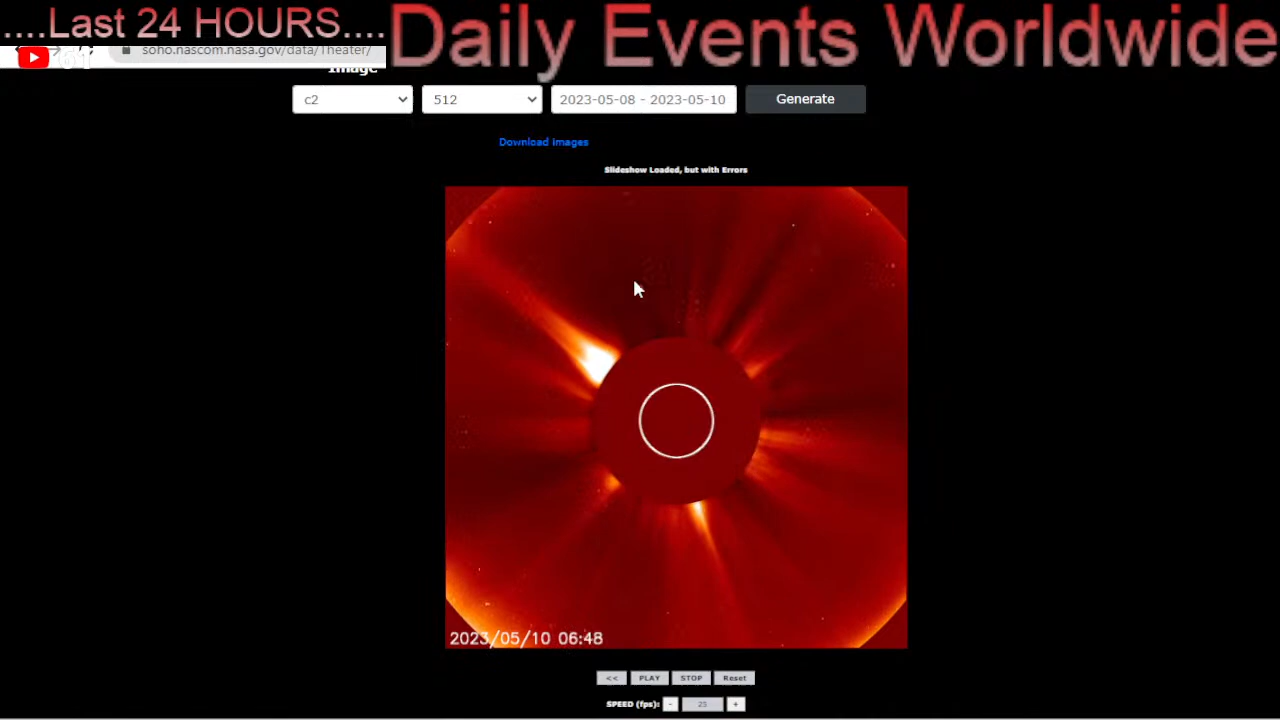 ....Last 24 HOURS....
Daily Events Worldwide
soho.nascom.nasa.gov/data/Theater/
Image
c2
512
2023-05-08 - 2023-05-10
Generate
Download Images
Slideshow Loaded, but with Errors
2023/05/10 06:48
<< PLAY STOP Reset
SPEED (fps): - 25 +